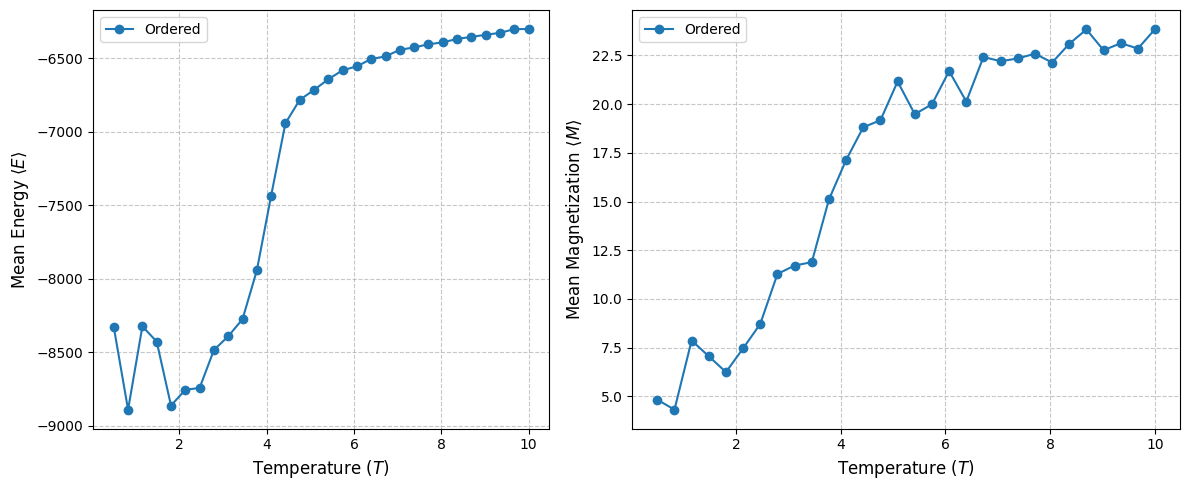 Ordered
Mean Energy ⟨E⟩
−6500
−7000
−7500
−8000
−8500
−9000
2 4 6 8 10
Temperature (T)
Ordered
Mean Magnetization ⟨M⟩
22.5
20.0
17.5
15.0
12.5
10.0
7.5
5.0
2 4 6 8 10
Temperature (T)